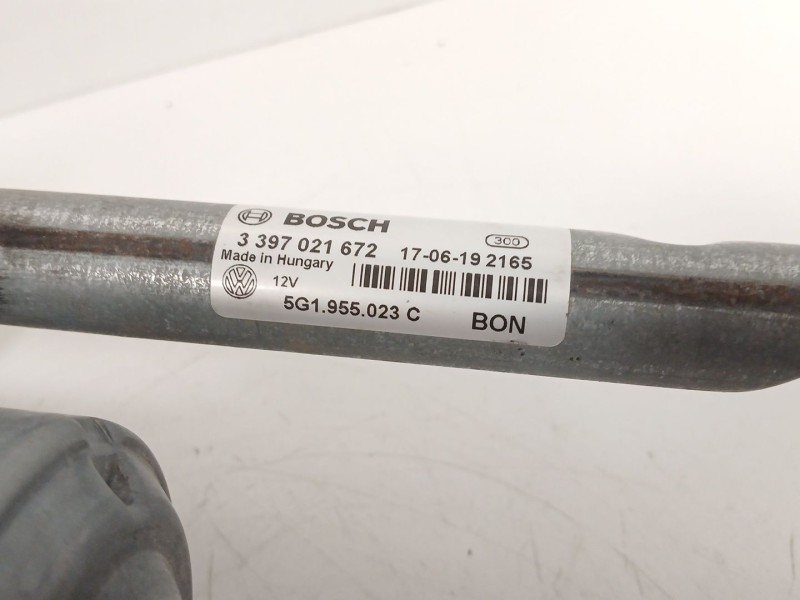 BOSCH
300
3 397 021 672 17-06-19 2165
Made in Hungary
12V
5G1.955.023 C BON